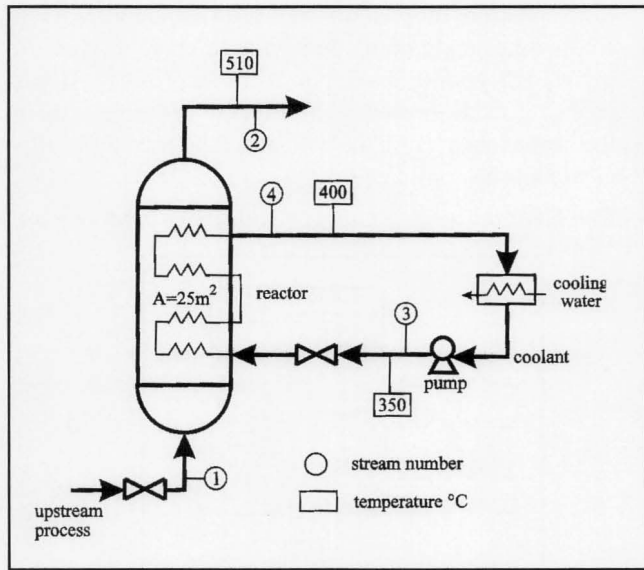 510
2
4
400
A=25m²
reactor
cooling
water
3
coolant
pump
350
1
stream number
temperature °C
upstream
process